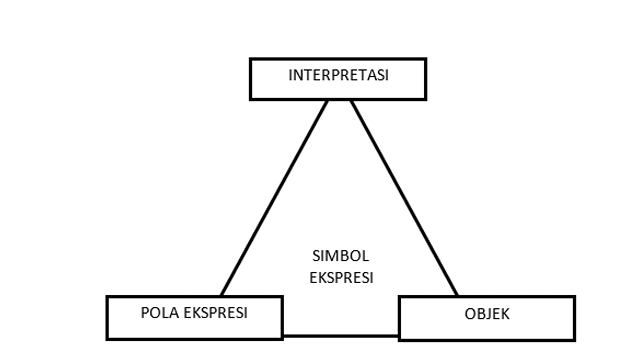 INTERPRETASI
SIMBOL
EKSPRESI
POLA EKSPRESI
OBJEK